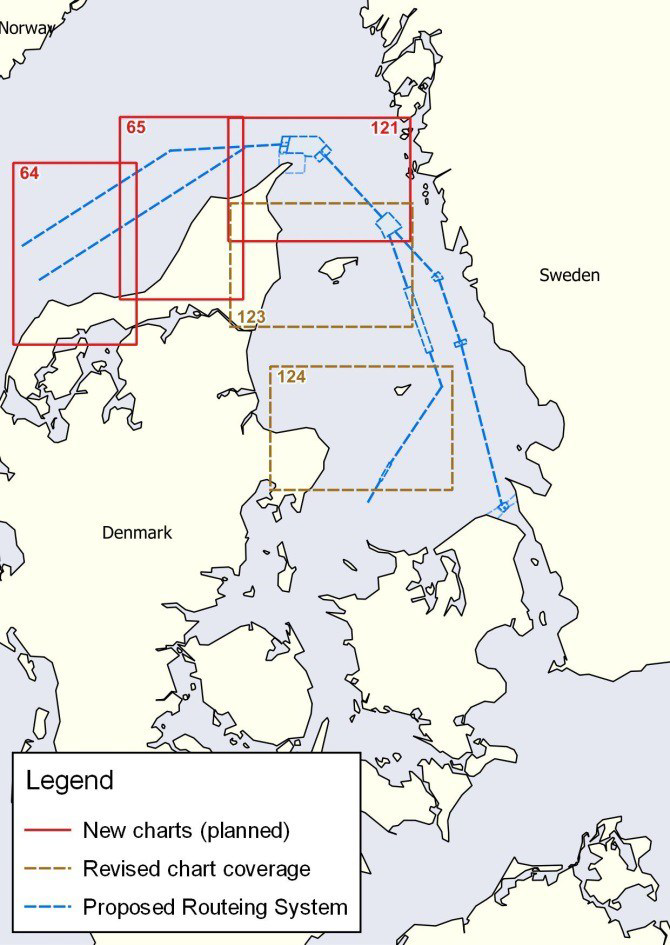 Norway
65
121
64
Sweden
123
124
Denmark
Legend
New charts (planned)
Revised chart coverage
Proposed Routeing System